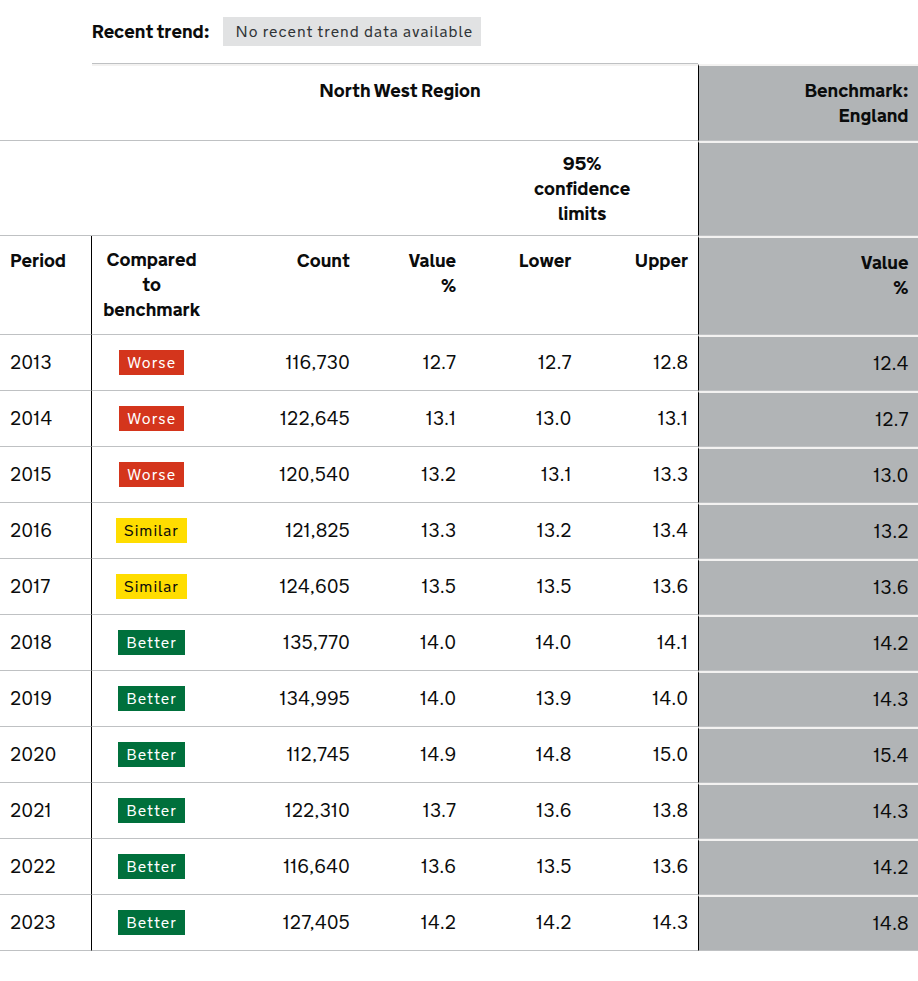 Recent trend: No recent trend data available
North West Region Benchmark:
England
95%
confidence
limits
Period Compared Count Value Lower Upper Value
to % %
benchmark
2013 Worse 116,730 12.7 12.7 12.8 12.4
2014 Worse 122,645 13.1 13.0 13.1 12.7
2015 Worse 120,540 13.2 13.1 13.3 13.0
2016 Similar 121,825 13.3 13.2 13.4 13.2
2017 Similar 124,605 13.5 13.5 13.6 13.6
2018 Better 135,770 14.0 14.0 14.1 14.2
2019 Better 134,995 14.0 13.9 14.0 14.3
2020 Better 112,745 14.9 14.8 15.0 15.4
2021 Better 122,310 13.7 13.6 13.8 14.3
2022 Better 116,640 13.6 13.5 13.6 14.2
2023 Better 127,405 14.2 14.2 14.3 14.8